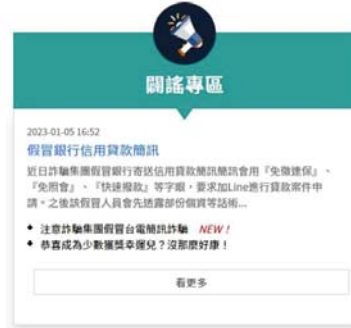 闢謠專區
2023-01-05 16:52
假冒銀行信用貸款簡訊
近日詐騙集團假冒銀行寄送信用貸款簡訊簡訊會用『免徵連保』、
『免照會』、『快速撥款』等字眼，要求加Line進行貸款案件申
請。之後該假冒人員會先透露部份個資等話術...
注意詐騙集團假冒台電簡訊詐騙 NEW！
恭喜成為少數獲獎幸運兒？沒那麼好康！
看更多